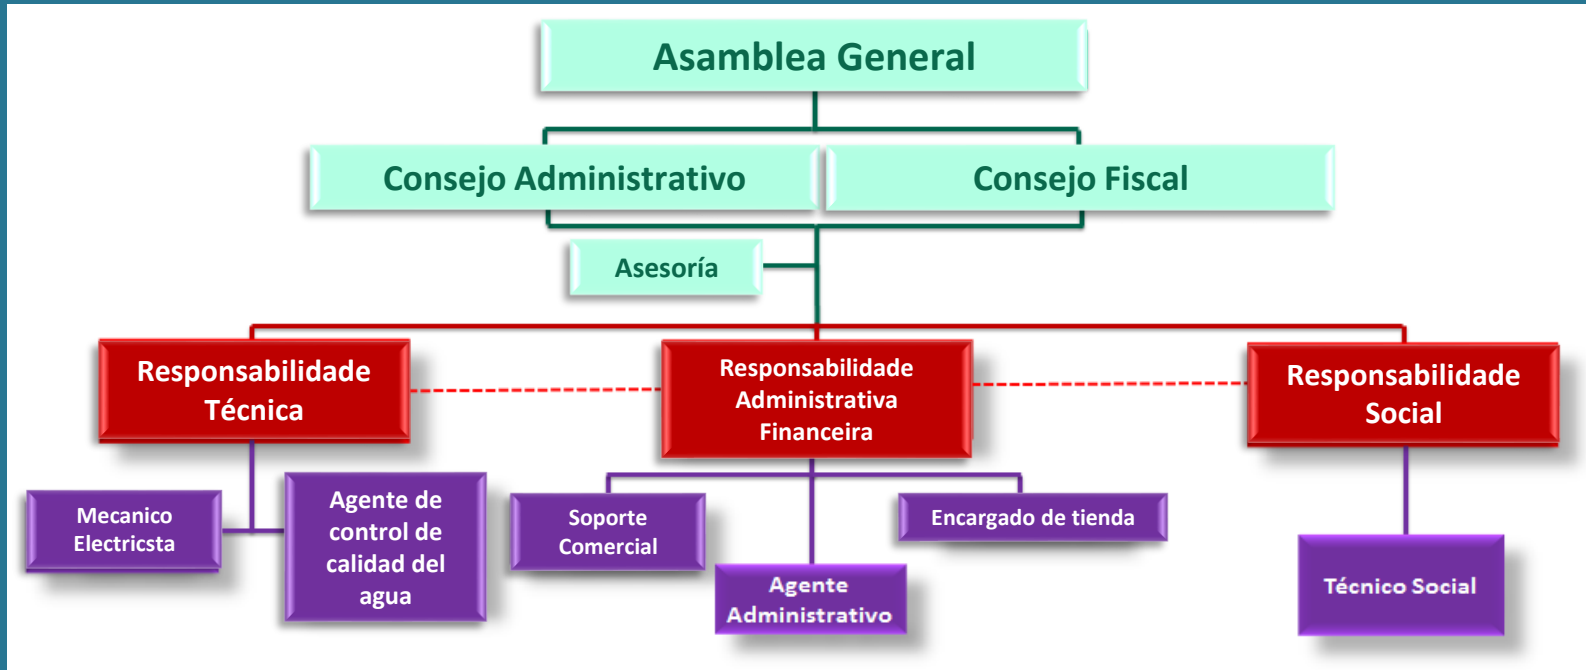 Asamblea General
Consejo Administrativo
Consejo Fiscal
Asesoría
Responsabilidade
Técnica
Responsabilidade
Administrativa
Financeira
Responsabilidade
Social
Mecanico
Electricsta
Agente de
control de
calidad del
agua
Soporte
Comercial
Agente
Administrativo
Encargado de tienda
Técnico Social